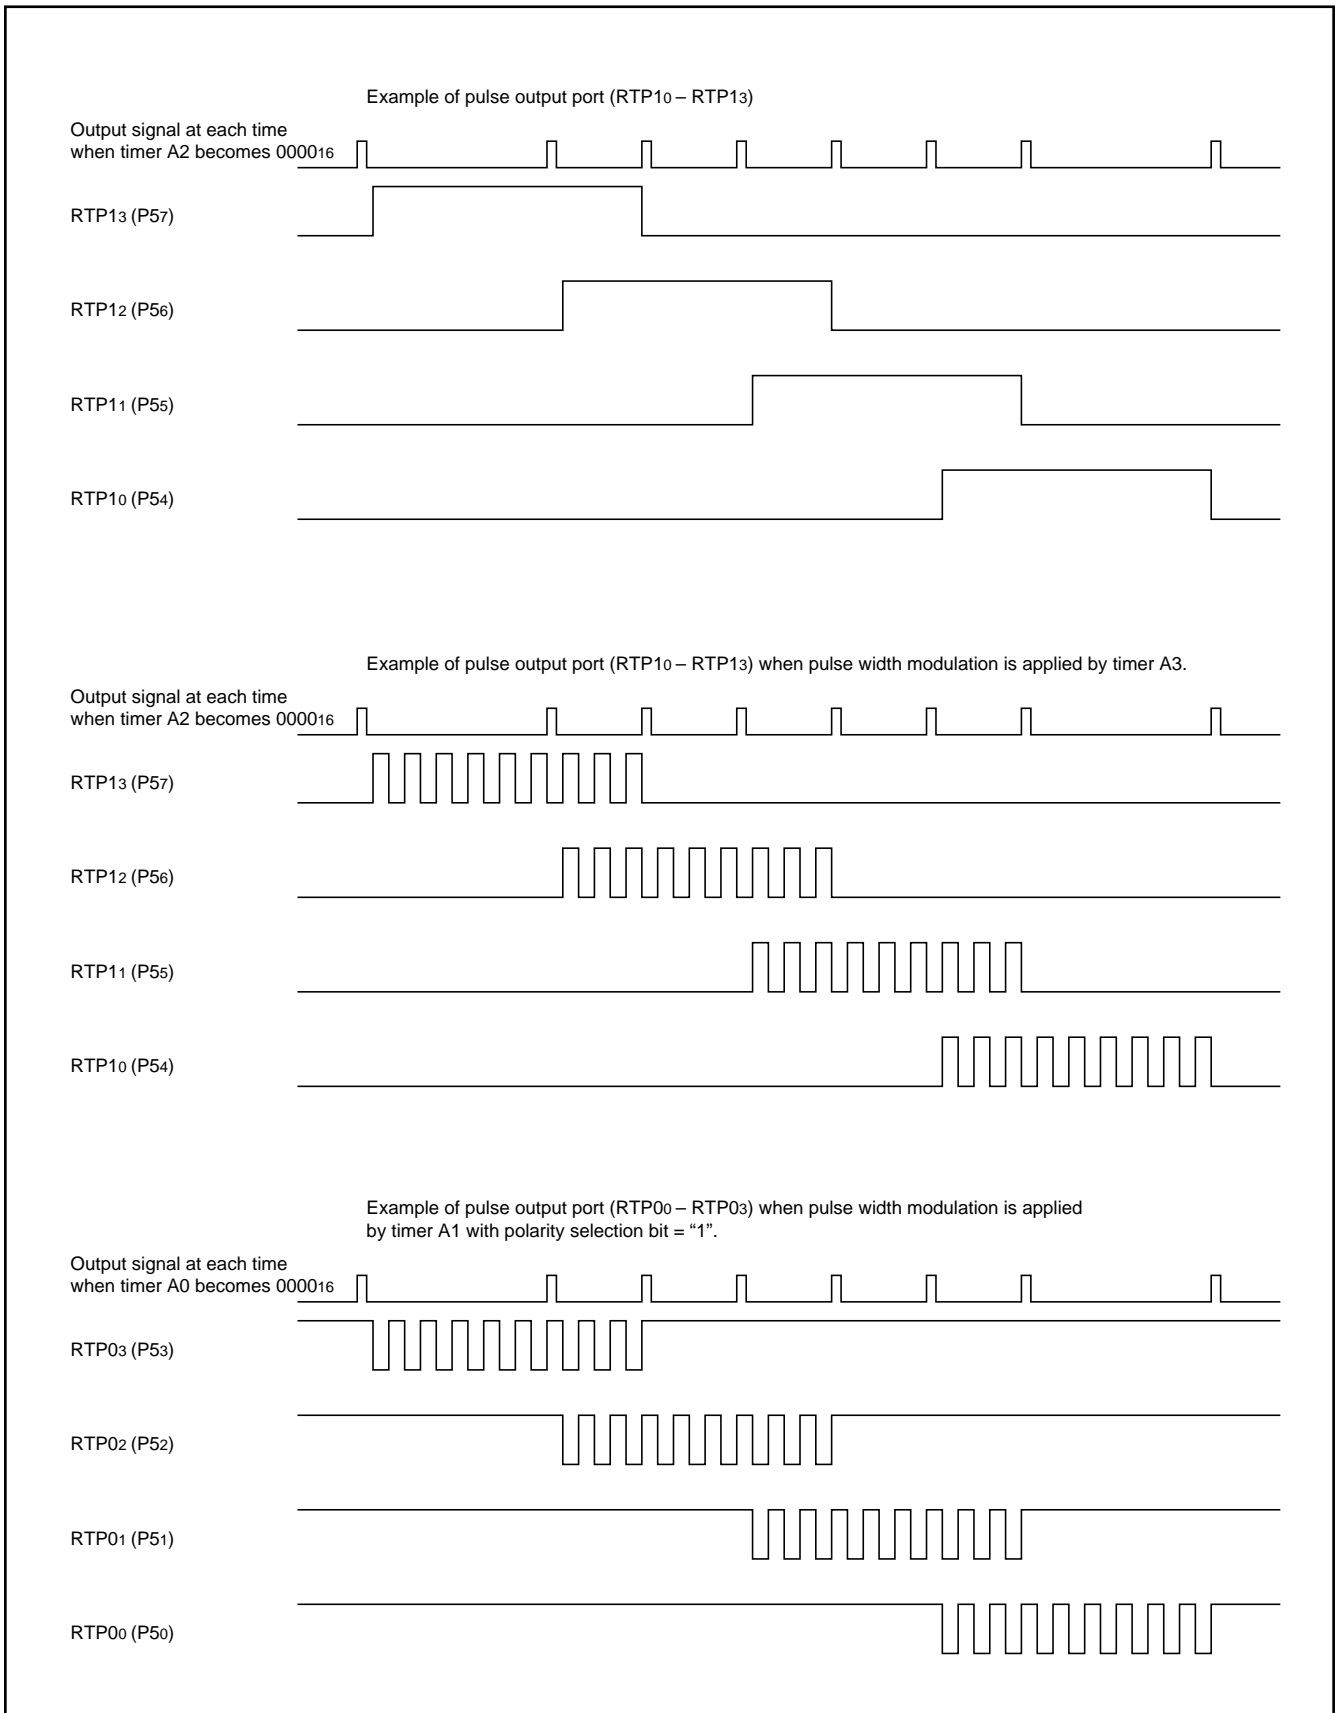 Example of pulse output port (RTP10 – RTP13)
Output signal at each time
when timer A2 becomes 000016
RTP13 (P57)
RTP12 (P56)
RTP11 (P55)
RTP10 (P54)
Example of pulse output port (RTP10 – RTP13) when pulse width modulation is applied by timer A3.
Output signal at each time
when timer A2 becomes 000016
RTP13 (P57)
RTP12 (P56)
RTP11 (P55)
RTP10 (P54)
Example of pulse output port (RTP00 – RTP03) when pulse width modulation is applied
by timer A1 with polarity selection bit = “1”.
Output signal at each time
when timer A0 becomes 000016
RTP03 (P53)
RTP02 (P52)
RTP01 (P51)
RTP00 (P50)